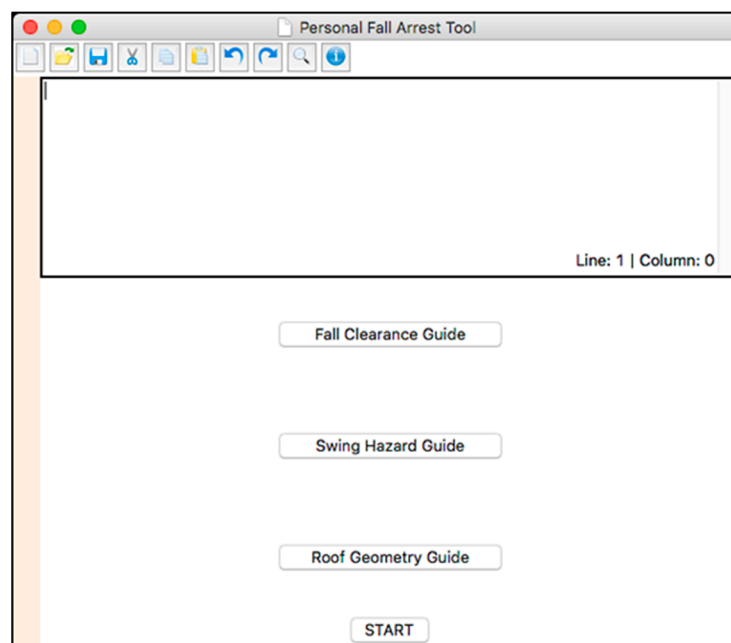 Personal Fall Arrest Tool
Line: 1 | Column: 0
Fall Clearance Guide
Swing Hazard Guide
Roof Geometry Guide
START